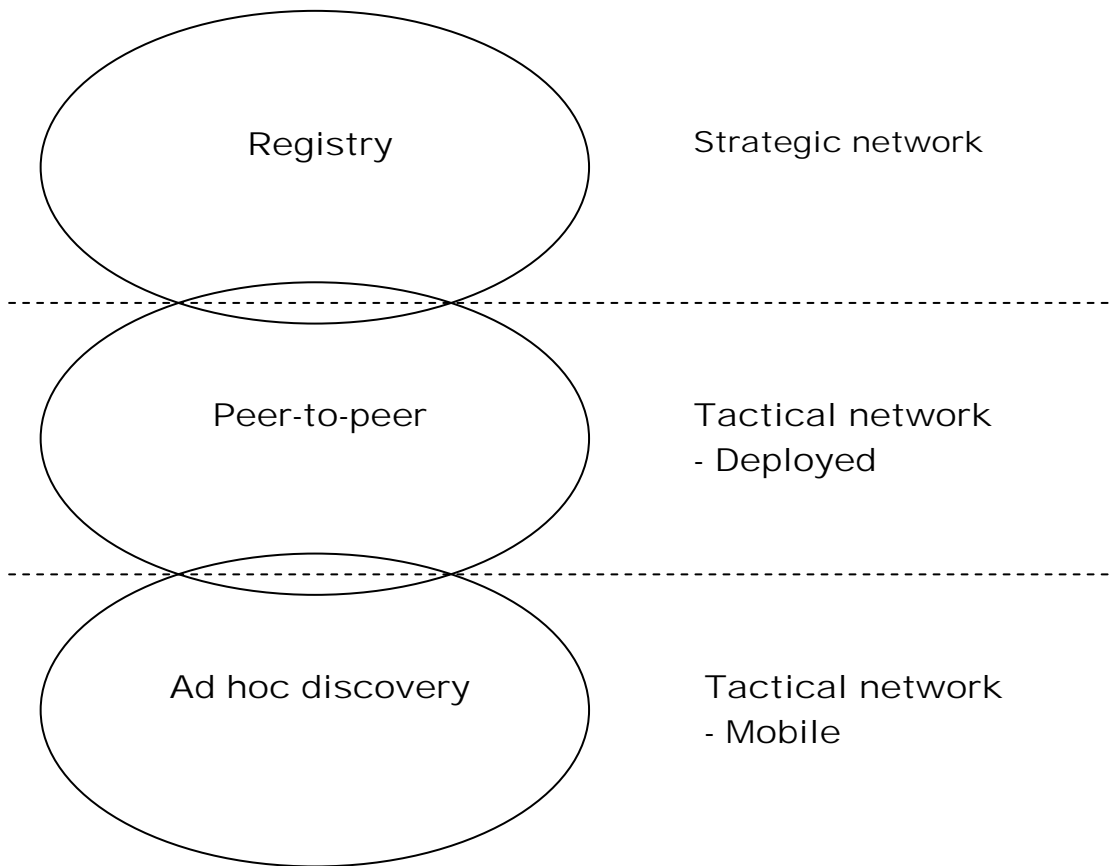 Registry
Strategic network
Peer-to-peer
Tactical network
- Deployed
Ad hoc discovery
Tactical network
- Mobile